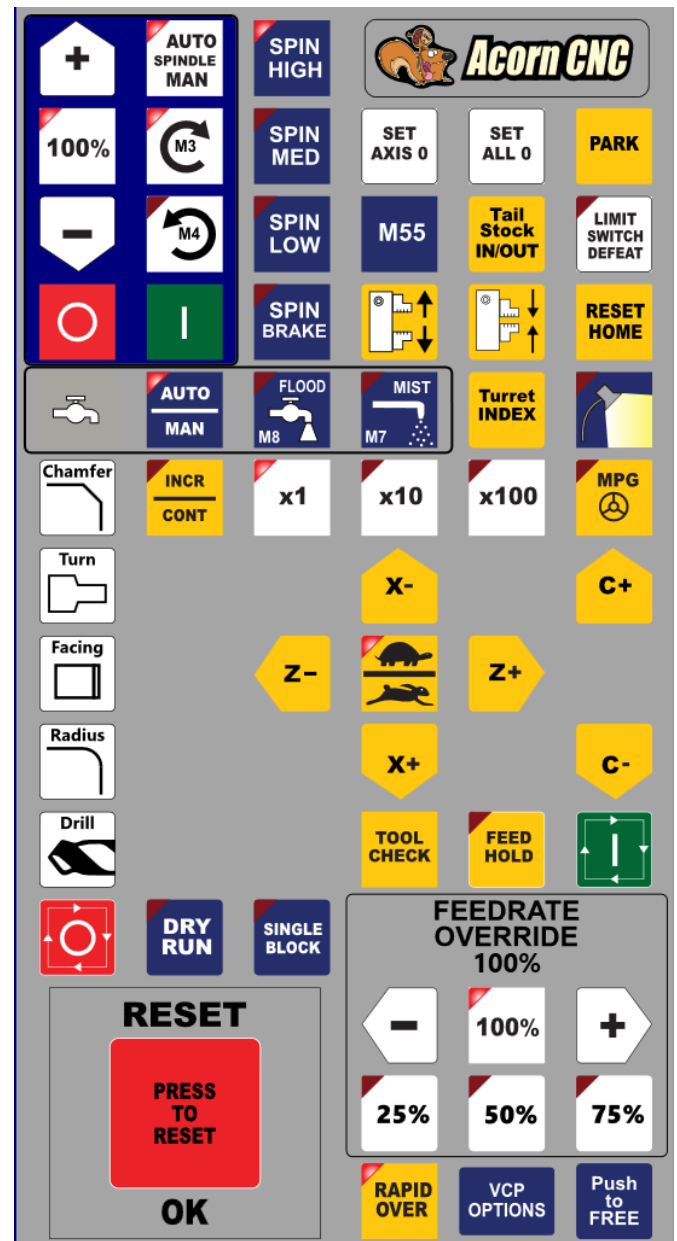 +
AUTO
SPINDLE
MAN
SPIN
HIGH
Acorn CNC
100%
M3
SPIN
MED
SET
AXIS 0
SET
ALL 0
PARK
−
M4
SPIN
LOW
M55
Tail
Stock
IN/OUT
LIMIT
SWITCH
DEFEAT
SPIN
BRAKE
RESET
HOME
AUTO
MAN
FLOOD
M8
MIST
M7
Turret
INDEX
Chamfer
INCR
CONT
x1
x10
x100
MPG
Turn
X-
C+
Facing
Z-
Z+
Radius
X+
C-
Drill
TOOL
CHECK
FEED
HOLD
DRY
RUN
SINGLE
BLOCK
FEEDRATE
OVERRIDE
100%
RESET
−
100%
+
PRESS
TO
RESET
25%
50%
75%
OK
RAPID
OVER
VCP
OPTIONS
Push
to
FREE